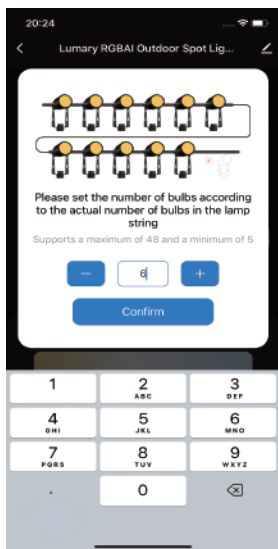 20:24
Lumary RGBAI Outdoor Spot Lig...
Please set the number of bulbs according
to the actual number of bulbs in the lamp
string
Supports a maximum of 48 and a minimum of 5
− 6 +
Confirm
1 2 3
ABC DEF
4 5 6
GHI JKL MNO
7 8 9
PQRS TUV WXYZ
. 0